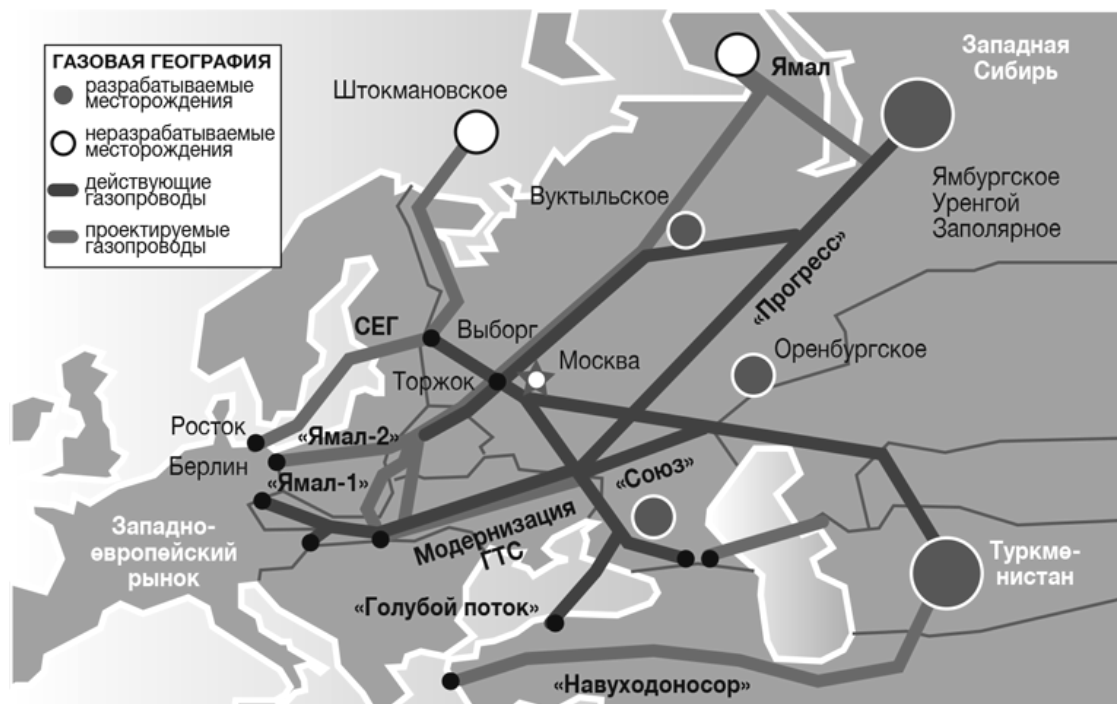 ГАЗОВАЯ ГЕОГРАФИЯ
разрабатываемые
месторождения
неразрабатываемые
месторождения
действующие
газопроводы
проектируемые
газопроводы
Штокмановское
Ямал
Западная
Сибирь
Вуктыльское
Ямбургское
Уренгой
Заполярное
«Прогресс»
СЕГ
Выборг
Москва
Оренбургское
Торжок
Росток
«Ямал-2»
Берлин
«Ямал-1»
«Союз»
Западно-
европейский
рынок
Модернизация
ГТС
Туркме-
нистан
«Голубой поток»
«Навуходоносор»